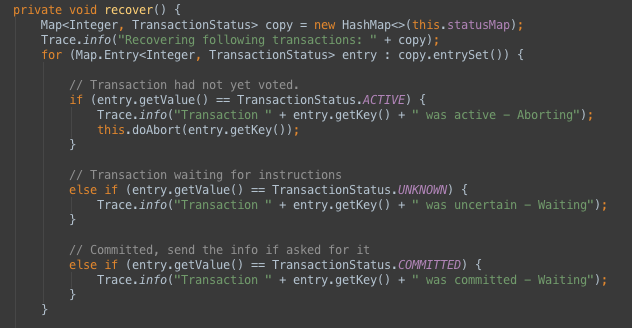 private void recover() {
    Map<Integer, TransactionStatus> copy = new HashMap<>(this.statusMap);
    Trace.info("Recovering following transactions: " + copy);
    for (Map.Entry<Integer, TransactionStatus> entry : copy.entrySet()) {

        // Transaction had not yet voted.
        if (entry.getValue() == TransactionStatus.ACTIVE) {
            Trace.info("Transaction " + entry.getKey() + " was active - Aborting");
            this.doAbort(entry.getKey());
        }

        // Transaction waiting for instructions
        else if (entry.getValue() == TransactionStatus.UNKNOWN) {
            Trace.info("Transaction " + entry.getKey() + " was uncertain - Waiting");
        }

        // Committed, send the info if asked for it
        else if (entry.getValue() == TransactionStatus.COMMITTED) {
            Trace.info("Transaction " + entry.getKey() + " was committed - Waiting");
        }
    }